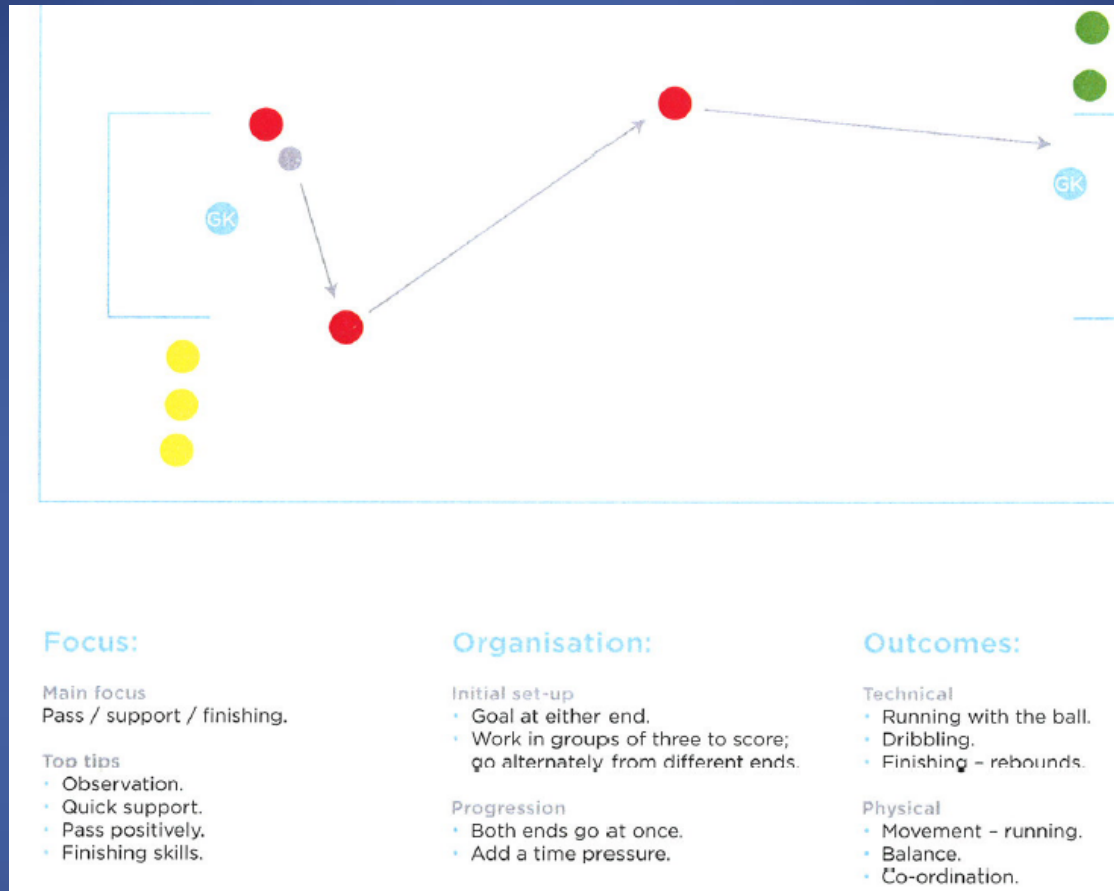 GK
GK
Focus:
Main focus
Pass / support / finishing.
Top tips
· Observation.
· Quick support.
· Pass positively.
· Finishing skills.
Organisation:
Initial set-up
· Goal at either end.
· Work in groups of three to score;
go alternately from different ends.
Progression
· Both ends go at once.
· Add a time pressure.
Outcomes:
Technical
· Running with the ball.
· Dribbling.
· Finishing – rebounds.
Physical
· Movement – running.
· Balance.
· Co-ordination.